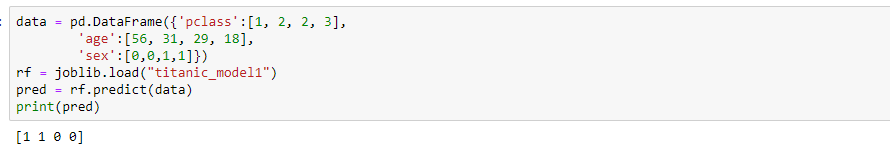 data = pd.DataFrame({'pclass':[1, 2, 2, 3],
        'age':[56, 31, 29, 18],
        'sex':[0,0,1,1]})
rf = joblib.load("titanic_model1")
pred = rf.predict(data)
print(pred)
[1 1 0 0]